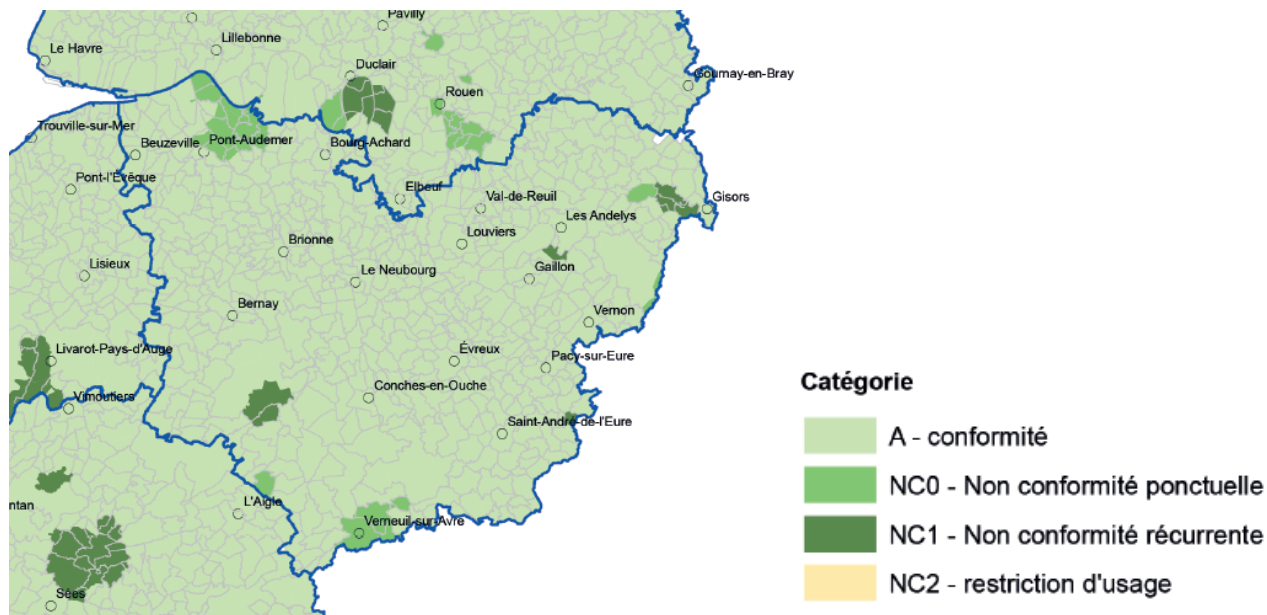 Pavilly
Lillebonne
Le Havre
Duclair
Gournay-en-Bray
Rouen
Trouville-sur-Mer
Beuzeville
Pont-Audemer
Bourg-Achard
Pont-l'Évêque
Elbeuf
Val-de-Reuil
Gisors
Les Andelys
Louviers
Brionne
Lisieux
Le Neubourg
Gaillon
Bernay
Vernon
Livarot-Pays-d'Auge
Évreux
Pacy-sur-Eure
Conches-en-Ouche
Vimoutiers
Saint-André-de-l'Eure
ntan
L'Aigle
Verneuil-sur-Avre
Sées
Catégorie
A - conformité
NC0 - Non conformité ponctuelle
NC1 - Non conformité récurrente
NC2 - restriction d'usage